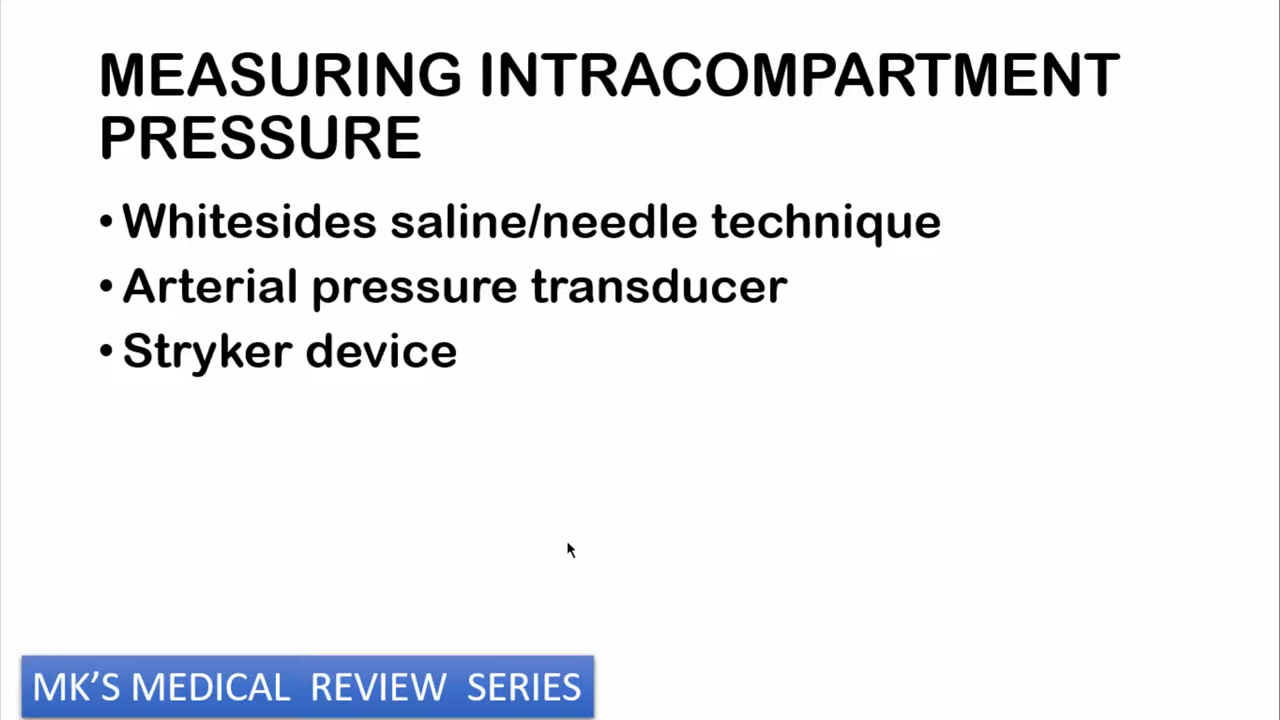 MEASURING INTRACOMPARTMENT
PRESSURE
• Whitesides saline/needle technique
• Arterial pressure transducer
• Stryker device
MK'S MEDICAL REVIEW SERIES